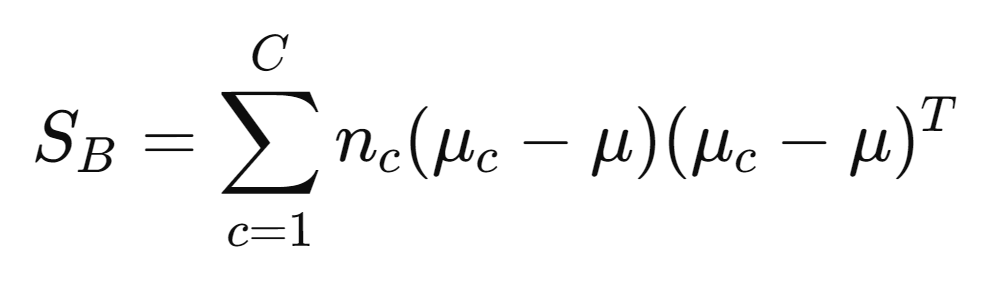 S_B = \sum_{c=1}^{C} n_c(\mu_c - \mu)(\mu_c - \mu)^T